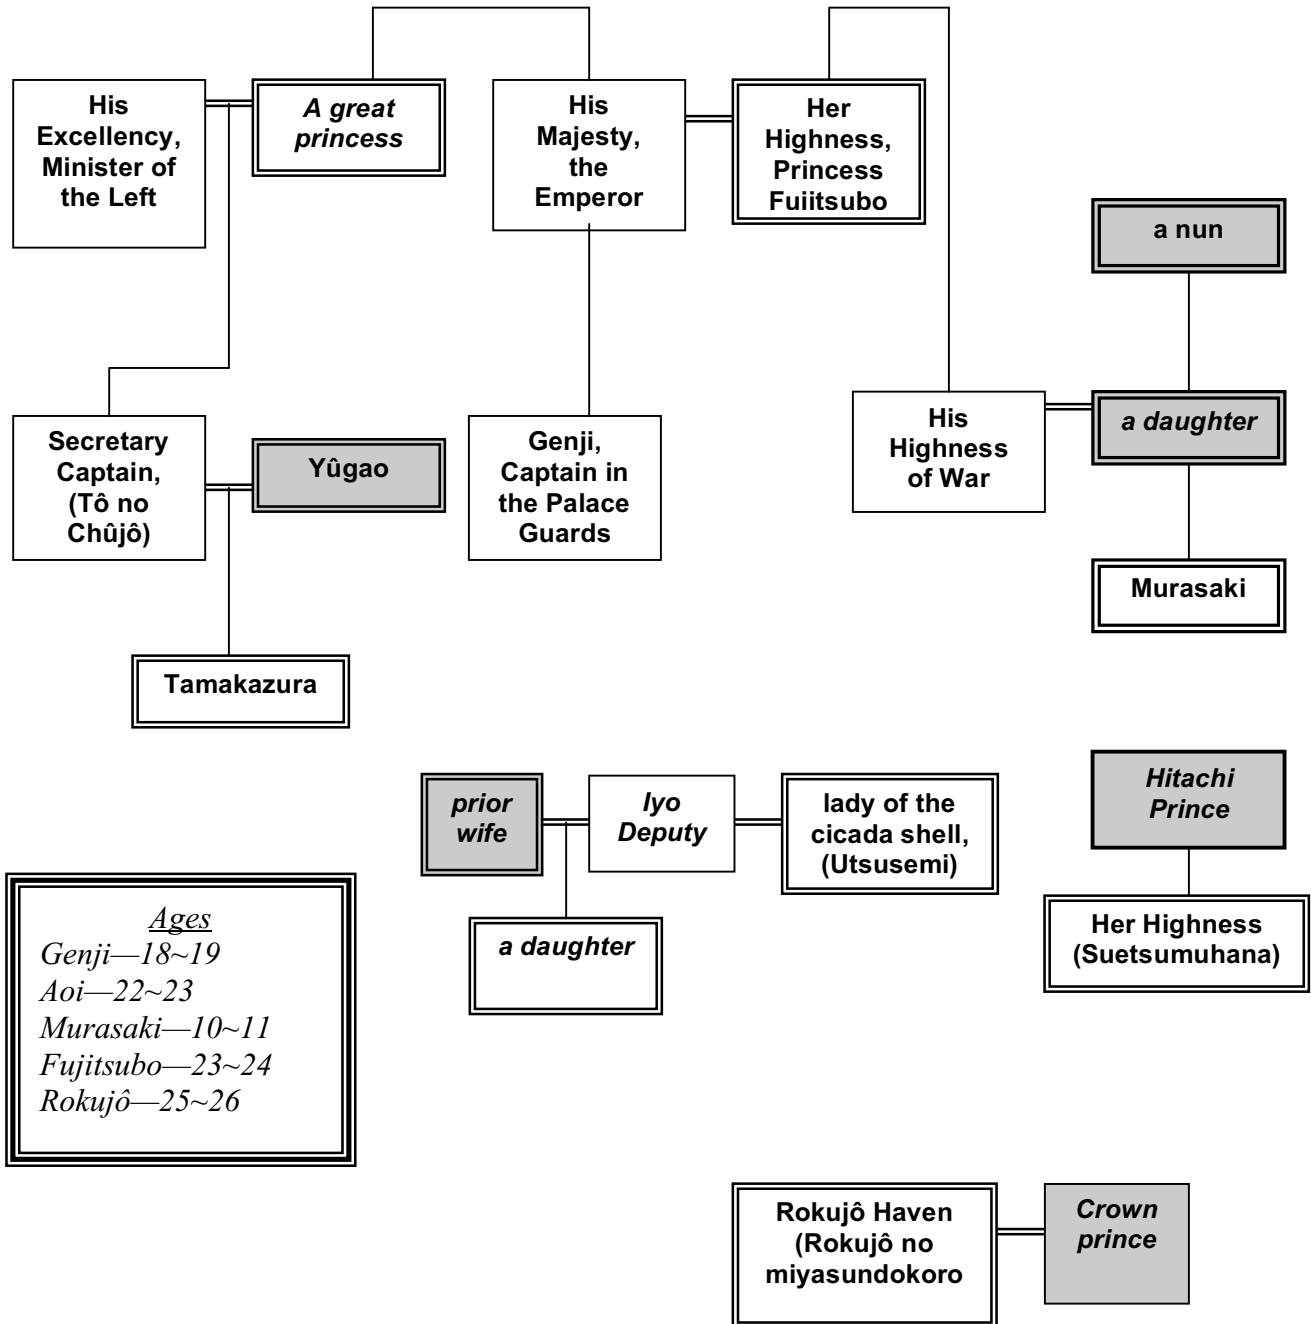 His
Excellency,
Minister of
the Left
A great
princess
His
Majesty,
the
Emperor
Her
Highness,
Princess
Fuiitsubo
a nun
Secretary
Captain,
(Tô no
Chûjô)
Yûgao
Genji,
Captain in
the Palace
Guards
His
Highness
of War
a daughter
Murasaki
Tamakazura
prior
wife
Iyo
Deputy
lady of the
cicada shell,
(Utsusemi)
Hitachi
Prince
a daughter
Her Highness
(Suetsumuhana)
Ages
Genji—18~19
Aoi—22~23
Murasaki—10~11
Fujitsubo—23~24
Rokujô—25~26
Rokujô Haven
(Rokujô no
miyasundokoro
Crown
prince